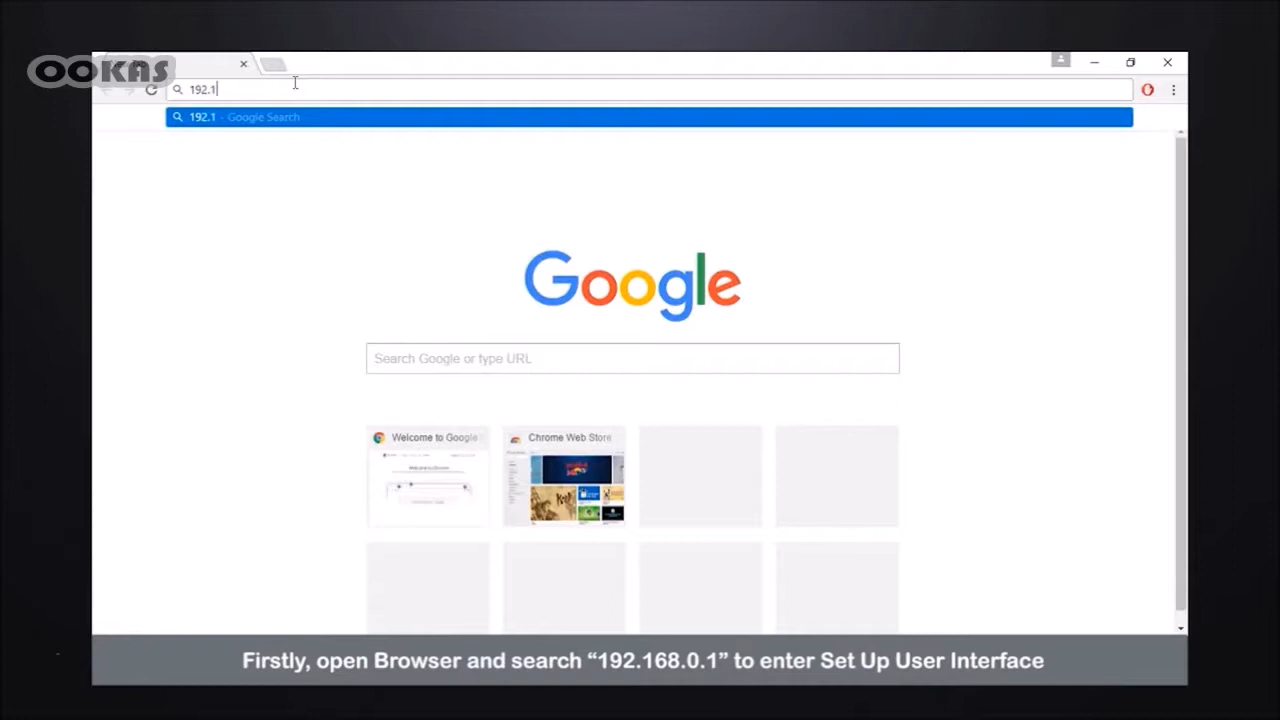 OOKAS
192.1
192.1 - Google Search
Google
Search Google or type URL
Welcome to Google
Chrome Web Store
Firstly, open Browser and search “192.168.0.1” to enter Set Up User Interface